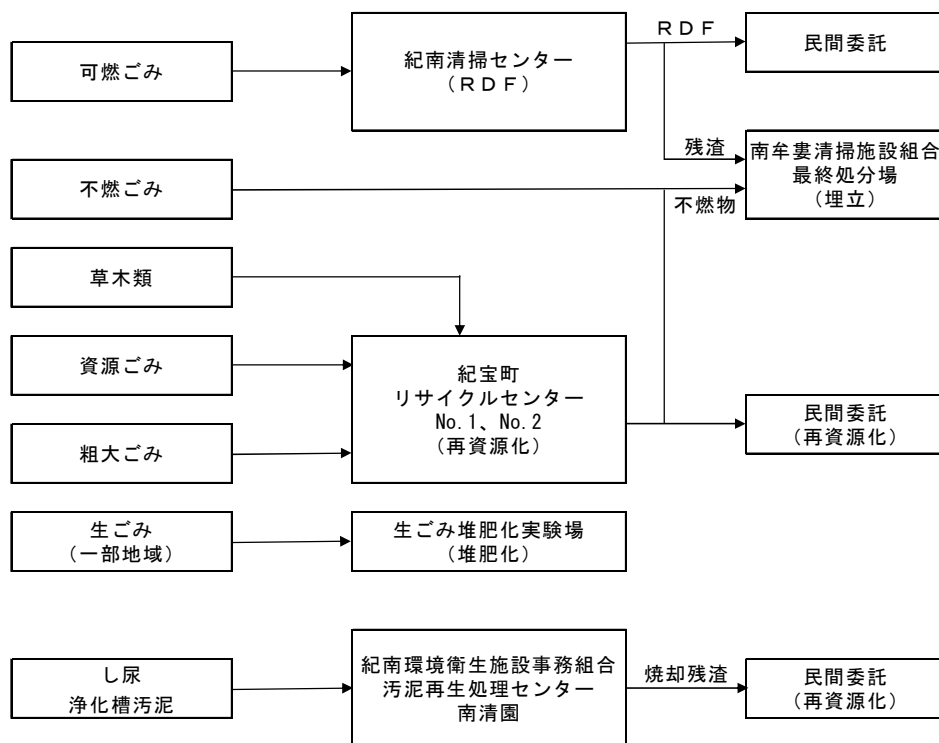 ＲＤＦ
可燃ごみ
紀南清掃センター
（ＲＤＦ）
民間委託
残渣
不燃ごみ
南牟婁清掃施設組合
最終処分場
（埋立）
不燃物
草木類
資源ごみ
紀宝町
リサイクルセンター
No.1、No.2
（再資源化）
粗大ごみ
民間委託
（再資源化）
生ごみ
（一部地域）
生ごみ堆肥化実験場
（堆肥化）
し尿
浄化槽汚泥
紀南環境衛生施設事務組合
汚泥再生処理センター
南清園
焼却残渣
民間委託
（再資源化）